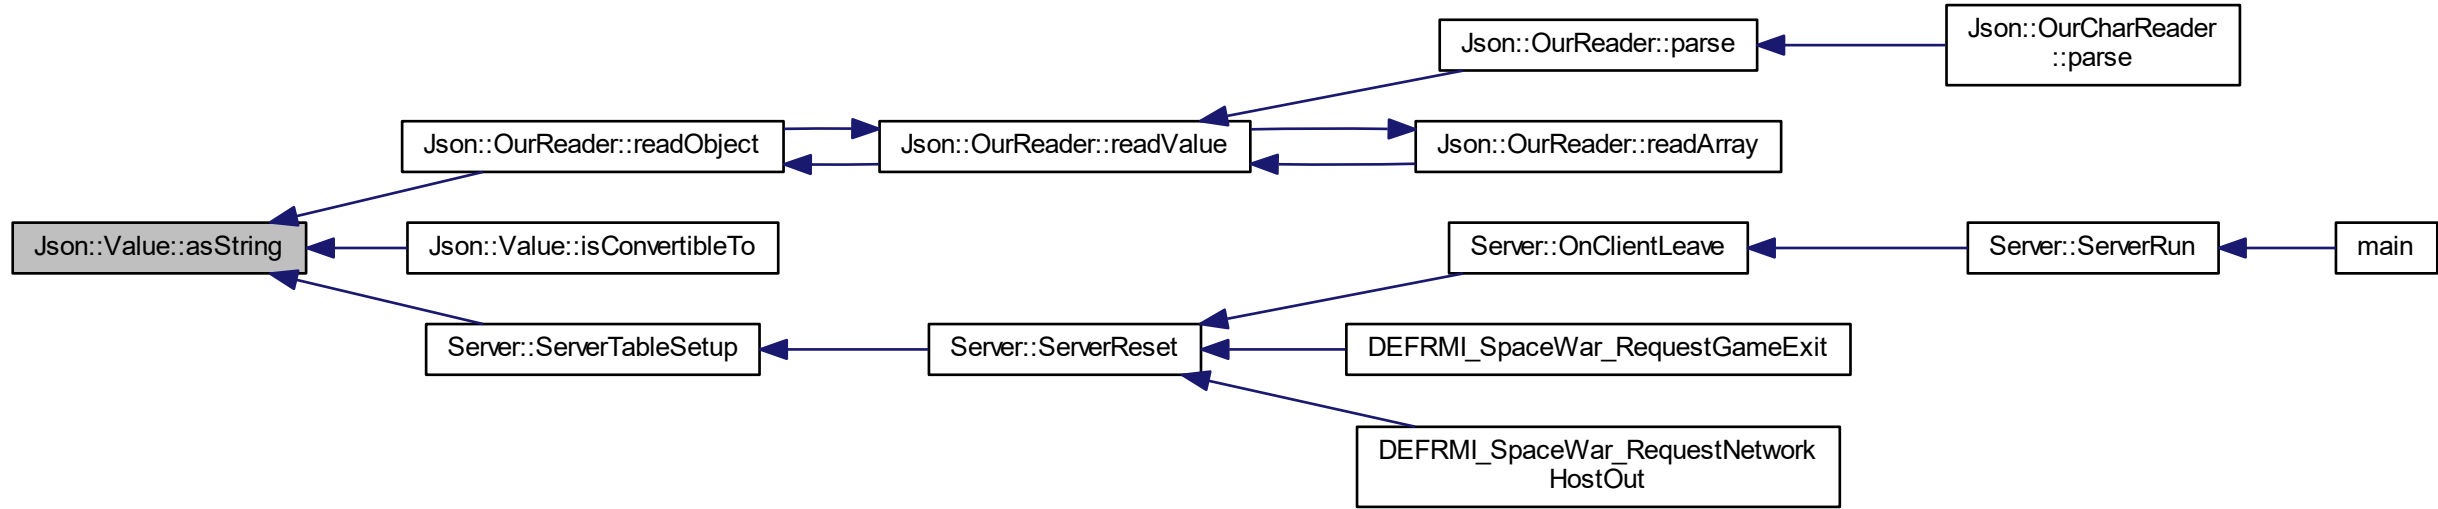 Json::OurReader::parse
Json::OurCharReader
::parse
Json::OurReader::readObject
Json::OurReader::readValue
Json::OurReader::readArray
Json::Value::asString
Json::Value::isConvertibleTo
Server::OnClientLeave
Server::ServerRun
main
Server::ServerTableSetup
Server::ServerReset
DEFRMI_SpaceWar_RequestGameExit
DEFRMI_SpaceWar_RequestNetwork
HostOut